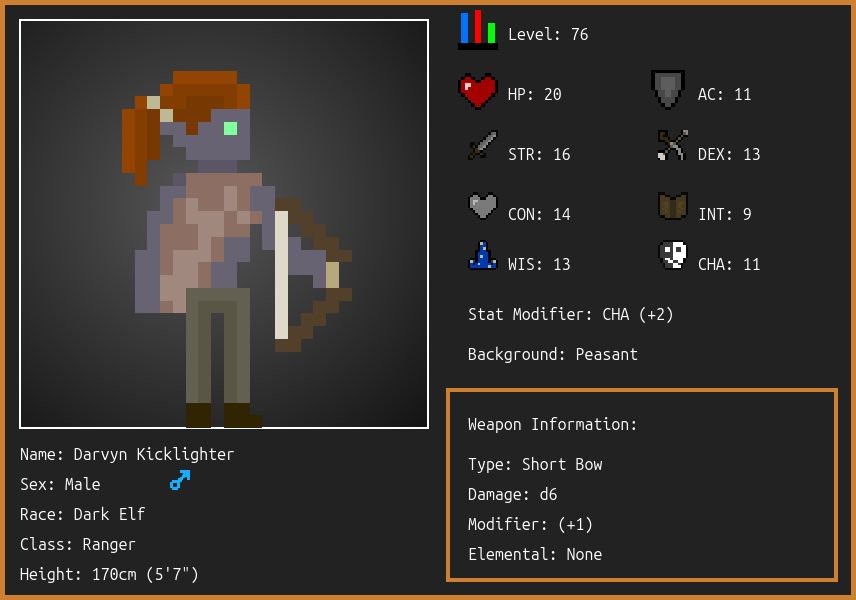 Level: 76
HP: 20
AC: 11
STR: 16
DEX: 13
CON: 14
INT: 9
WIS: 13
CHA: 11
Stat Modifier: CHA (+2)
Background: Peasant
Weapon Information:
Type: Short Bow
Damage: d6
Modifier: (+1)
Elemental: None
Name: Darvyn Kicklighter
Sex: Male
Race: Dark Elf
Class: Ranger
Height: 170cm (5'7")